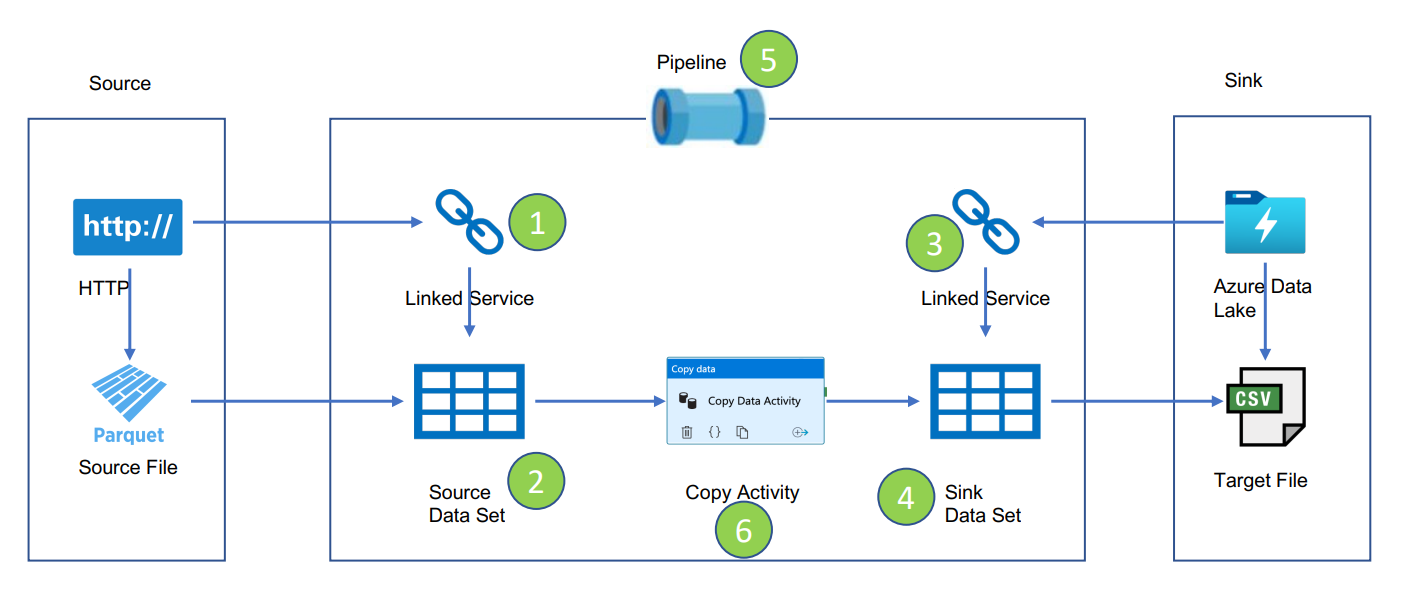 Pipeline
5
Source
Sink
http://
1
3
HTTP
Linked Service
Linked Service
Azure Data
Lake
Copy data
Copy Data Activity
{}
CSV
Parquet
Source File
Source
Data Set
2
Copy Activity
6
4
Sink
Data Set
Target File